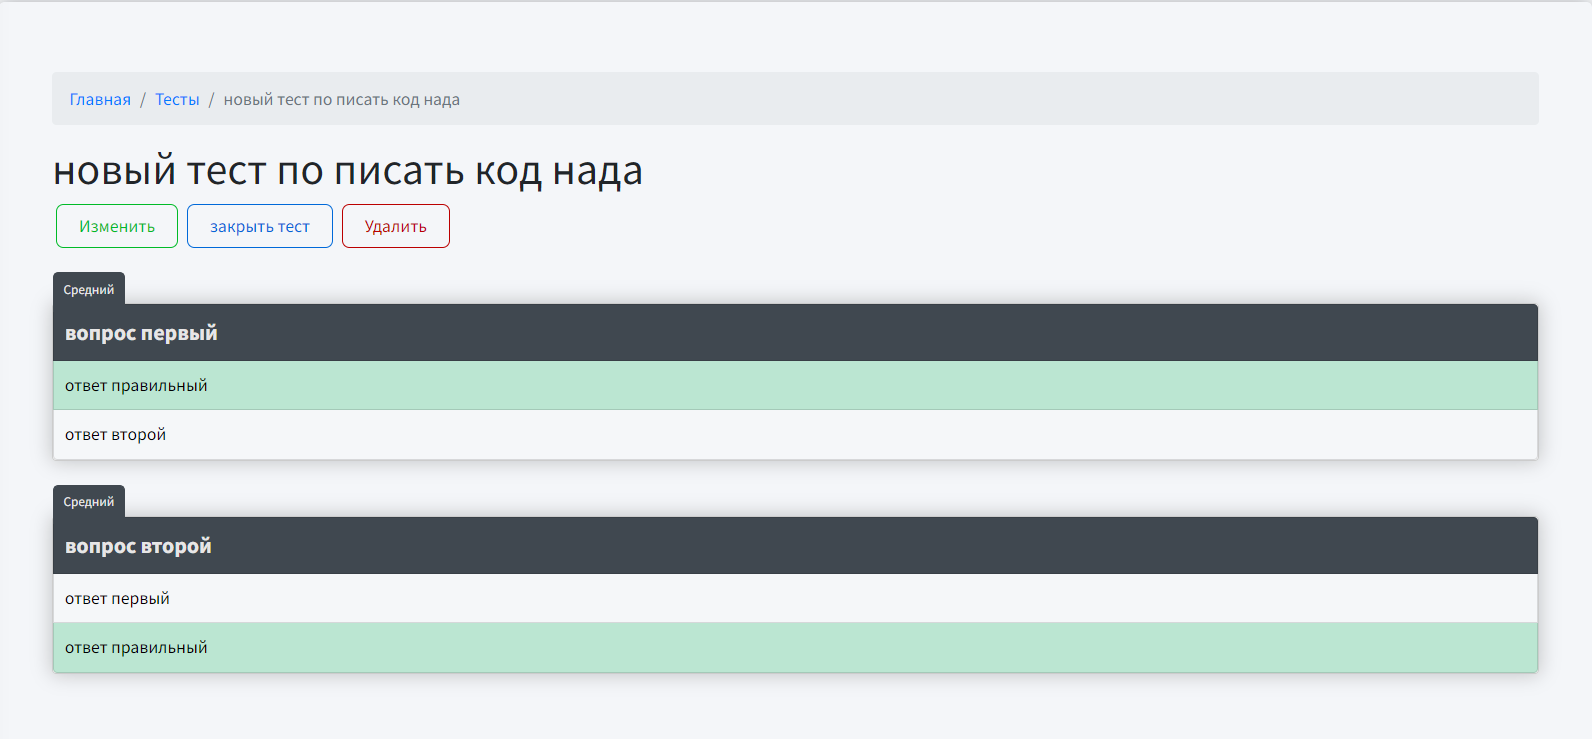 Главная / Тесты / новый тест по писать код нада
новый тест по писать код нада
Изменить закрыть тест Удалить
Средний
вопрос первый
ответ правильный
ответ второй
Средний
вопрос второй
ответ первый
ответ правильный